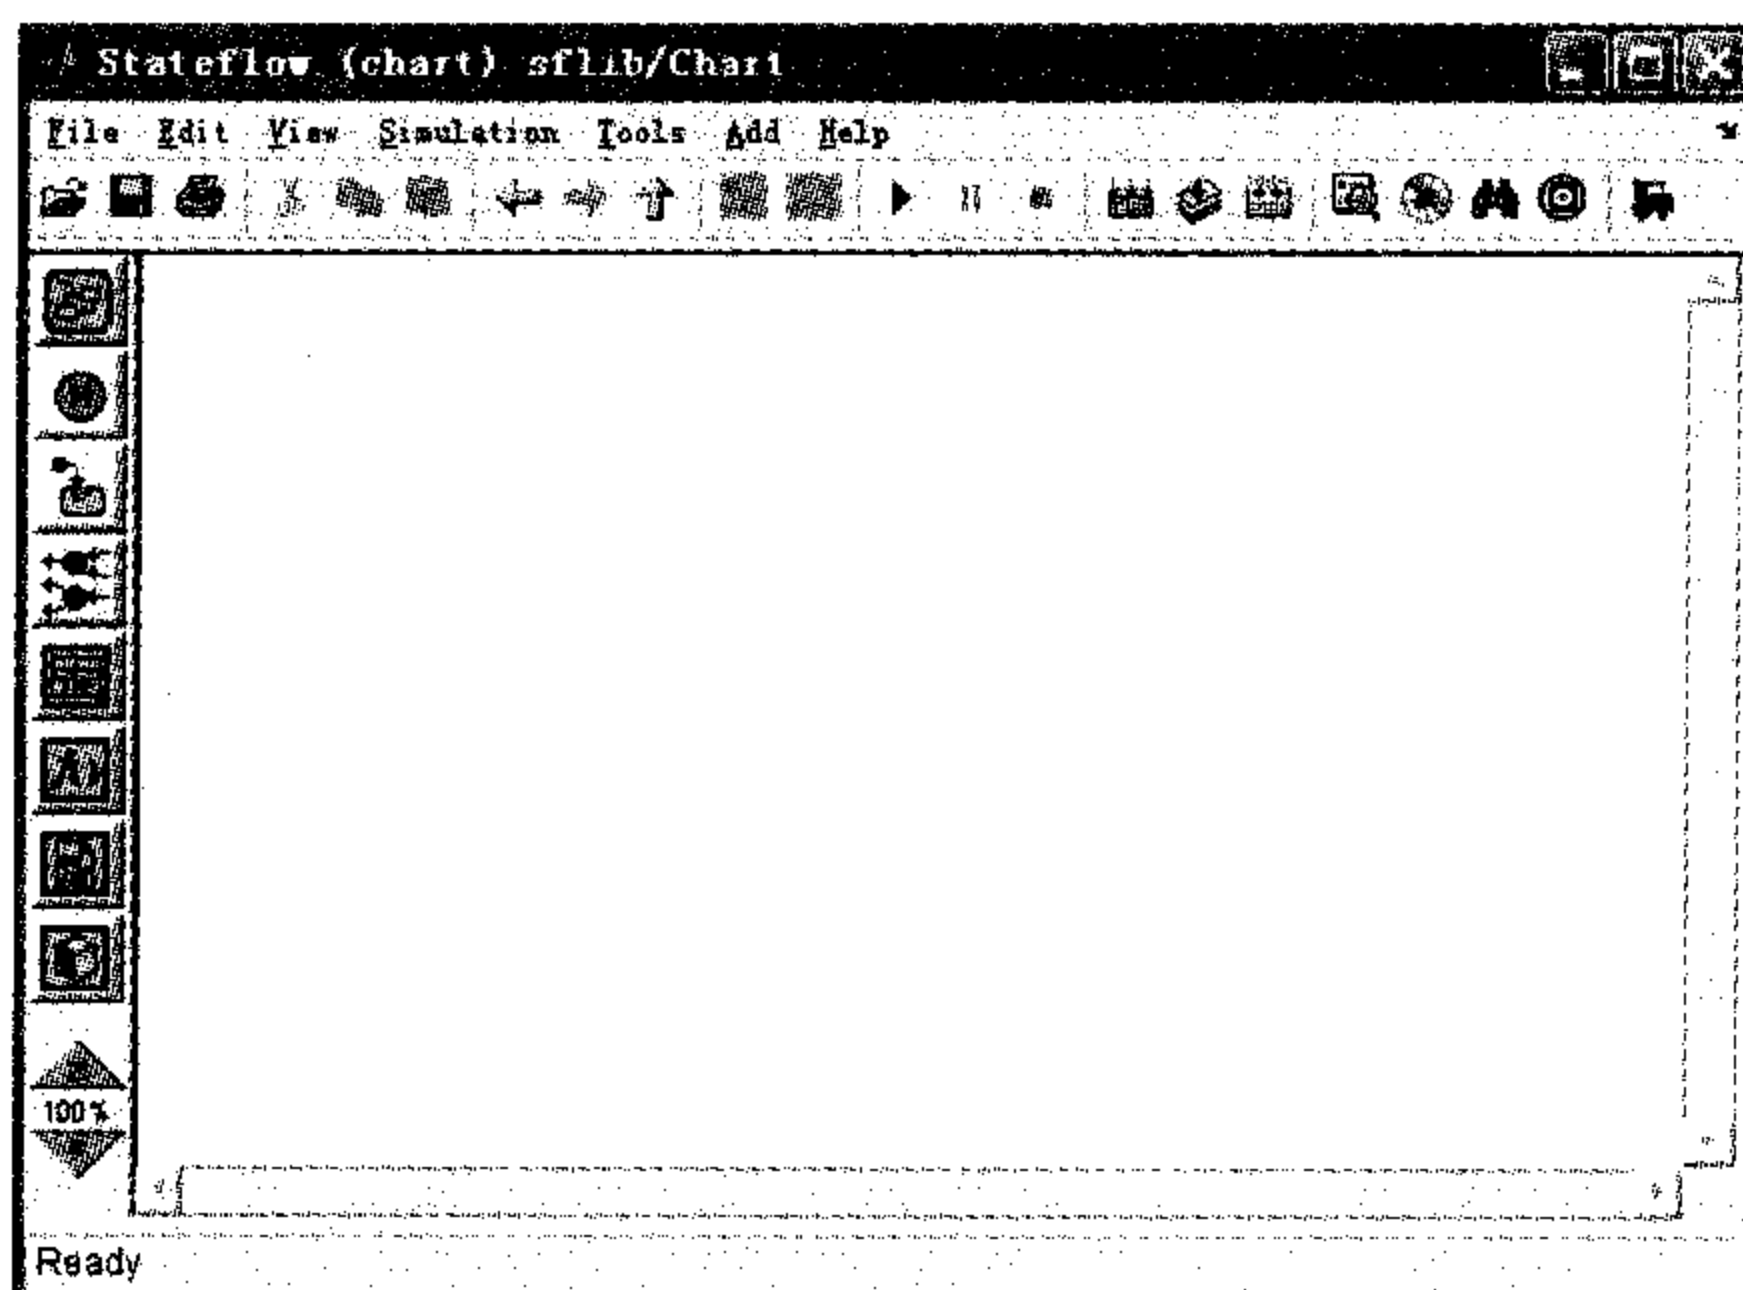 Stateflow (chart) sflib/Chart
File Edit View Simulation Tools Add Help
100%
Ready